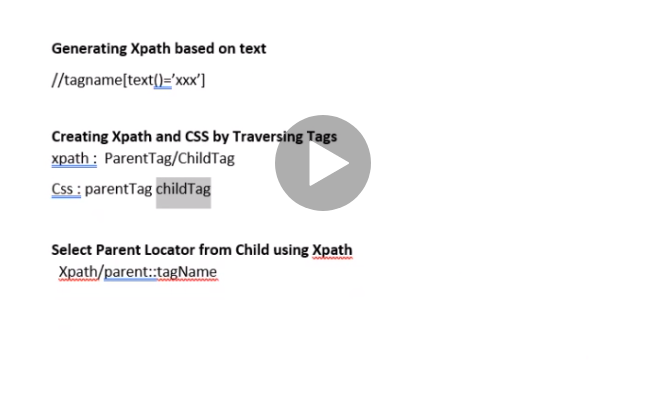 Generating Xpath based on text
//tagname[text()=’xxx’]
Creating Xpath and CSS by Traversing Tags
xpath : ParentTag/ChildTag
Css : parentTag childTag
Select Parent Locator from Child using Xpath
Xpath/parent::tagName